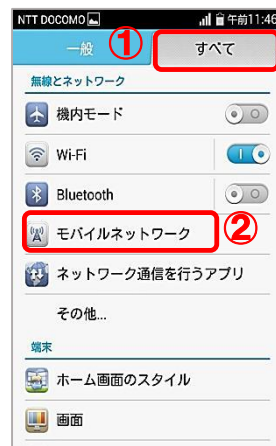 NTT DOCOMO 午前11:46
一般 ① すべて
無線とネットワーク
機内モード
Wi-Fi
Bluetooth
モバイルネットワーク ②
ネットワーク通信を行うアプリ
その他...
端末
ホーム画面のスタイル
画面